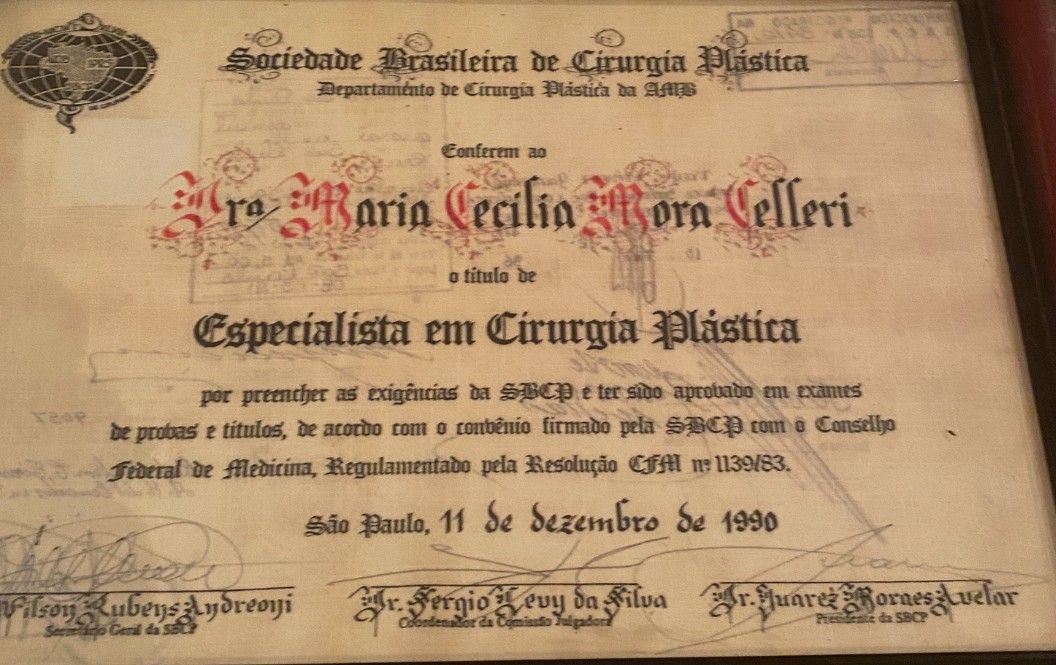 Sociedade Brasileira de Cirurgia Plástica
Departamento de Cirurgia Plástica da AMB
Conferem ao
Dra. Maria Cecilia Mora Celleri
o título de
Especialista em Cirurgia Plástica
por preencher as exigências da SBCP e ter sido aprovado em exames
de provas e títulos, de acordo com o convênio firmado pela SBCP com o Conselho
Federal de Medicina, Regulamentado pela Resolução CFM nº 1139/83.
São Paulo, 11 de dezembro de 1990
Wilson Rubens Andreoni
Secretário Geral da SBCP
Dr. Sergio Levy da Silva
Coordenador da Comissão Julgadora
Dr. Juarez Moraes Avelar
Presidente da SBCP